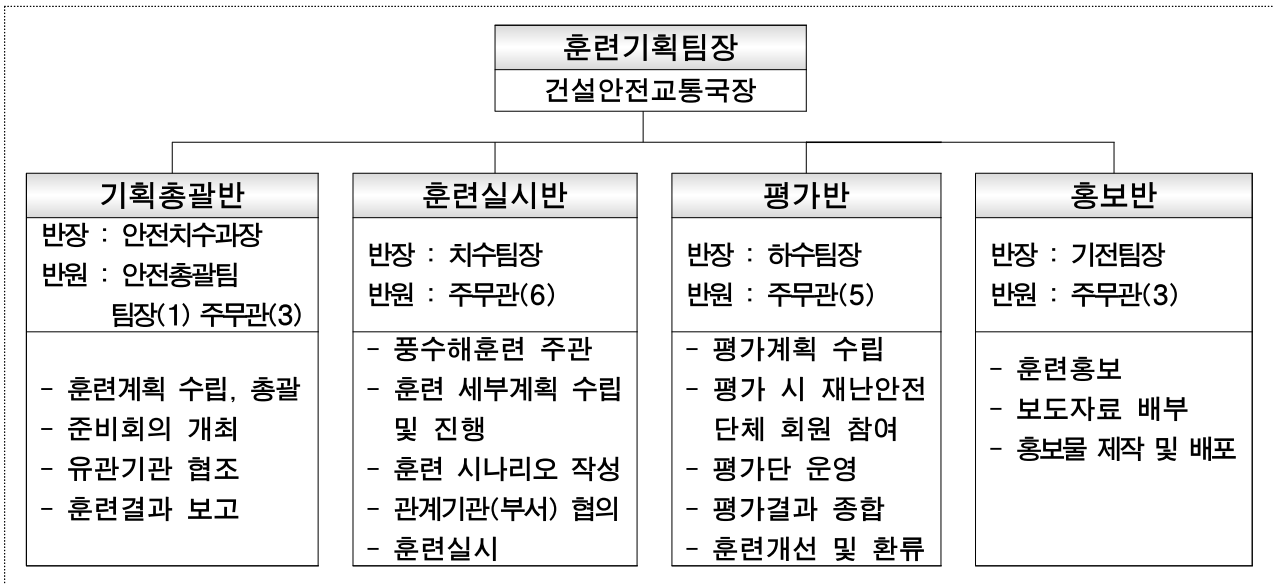 훈련기획팀장
건설안전교통국장
기획총괄반
반장 : 안전치수과장
반원 : 안전총괄팀
팀장(1) 주무관(3)
- 훈련계획 수립, 총괄
- 준비회의 개최
- 유관기관 협조
- 훈련결과 보고
훈련실시반
반장 : 치수팀장
반원 : 주무관(6)
- 풍수해훈련 주관
- 훈련 세부계획 수립
및 진행
- 훈련 시나리오 작성
- 관계기관(부서) 협의
- 훈련실시
평가반
반장 : 하수팀장
반원 : 주무관(5)
- 평가계획 수립
- 평가 시 재난안전
단체 회원 참여
- 평가단 운영
- 평가결과 종합
- 훈련개선 및 환류
홍보반
반장 : 기전팀장
반원 : 주무관(3)
- 훈련홍보
- 보도자료 배부
- 홍보물 제작 및 배포